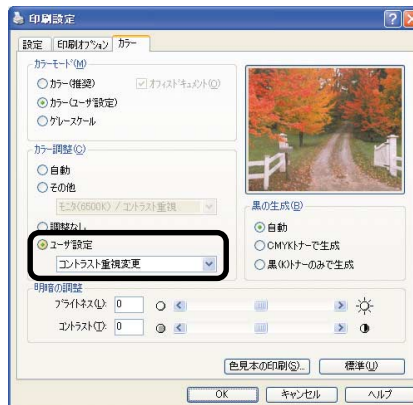 印刷設定
設定 印刷オプション カラー
カラーモード(M)
カラー(推奨) オフィスドキュメント(O)
カラー(ユーザ設定)
グレースケール
カラー調整(C)
自動
その他
モニタ(6500K) / コントラスト重視
調整なし
ユーザ設定
コントラスト重視変更
黒の生成(B)
自動
CMYKトナーで生成
黒(K)トナーのみで生成
明暗の調整
ブライトネス(L): 0
コントラスト(T): 0
色見本の印刷(S)... 標準(U)
OK キャンセル ヘルプ